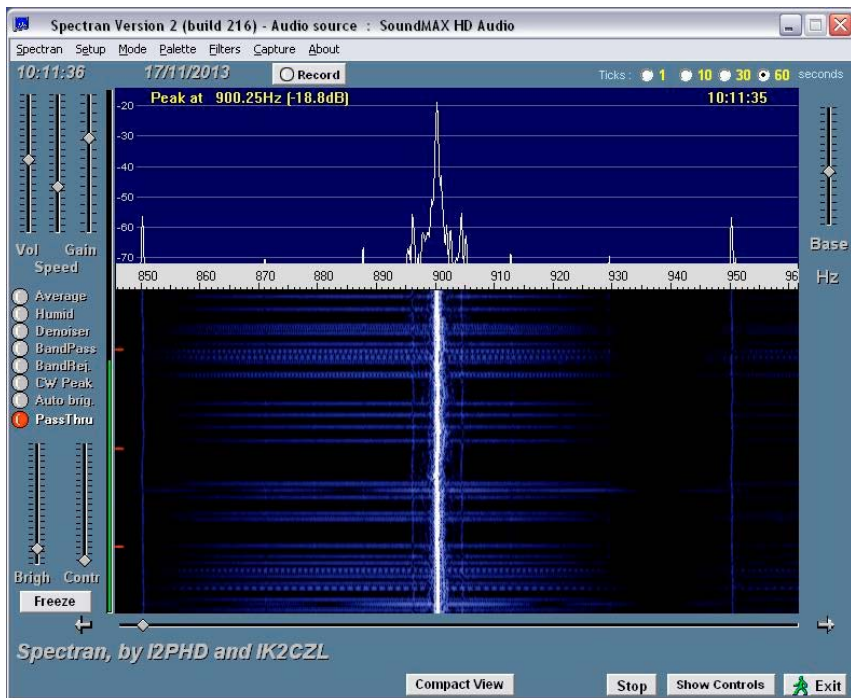 Spectran Version 2 (build 216) - Audio source : SoundMAX HD Audio
Spectran Setup Mode Palette Filters Capture About
10:11:36 17/11/2013 Record Ticks : 1 10 30 60 seconds
Peak at 900.25Hz (-18.8dB) 10:11:35
-20
-30
-40
-50
-60
-70
Vol Gain
Speed
Base
850 860 870 880 890 900 910 920 930 940 950 96
Hz
Average
Humid
Denoiser
BandPass
BandRej.
CW Peak
Auto brig.
PassThru
Brigh Contr
Freeze
Spectran, by I2PHD and IK2CZL
Compact View Stop Show Controls Exit